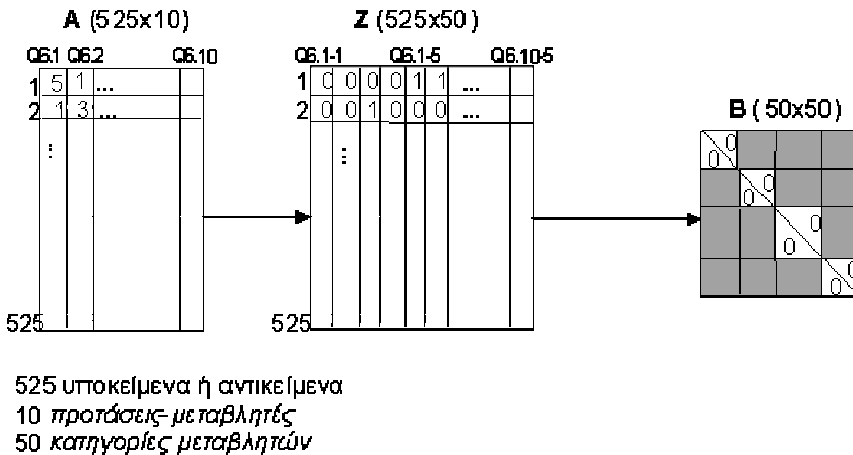 A (525x10)
Z (525x50)
Q6.1 Q6.2 Q6.10
Q6.1-1 Q6.1-5 Q6.10-5
1 5 1 ...
1 0 0 0 0 1 1 ...
2 1 3 ...
2 0 0 1 0 0 0 ...
B (50x50)
0 0
0 0
0 0
0 0
...
...
525
525
525 υποκείμενα ή αντικείμενα
10 προτάσεις-μεταβλητές
50 κατηγορίες μεταβλητών